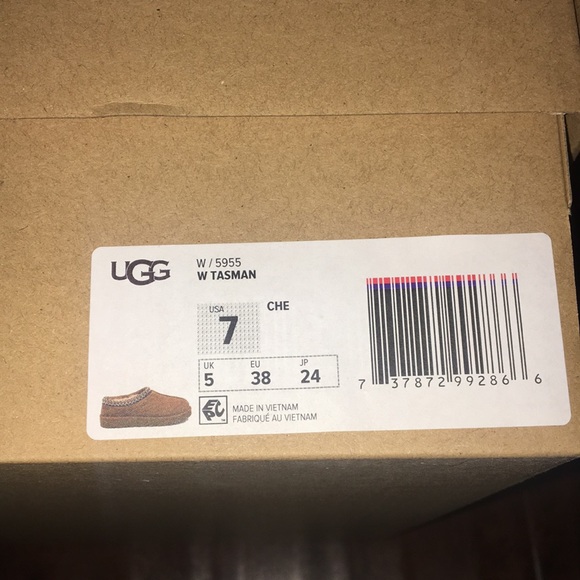 UGG
W / 5955
W TASMAN
USA
7
CHE
UK EU JP
5 38 24
MADE IN VIETNAM
FABRIQUÉ AU VIETNAM
7 37872 99286 6